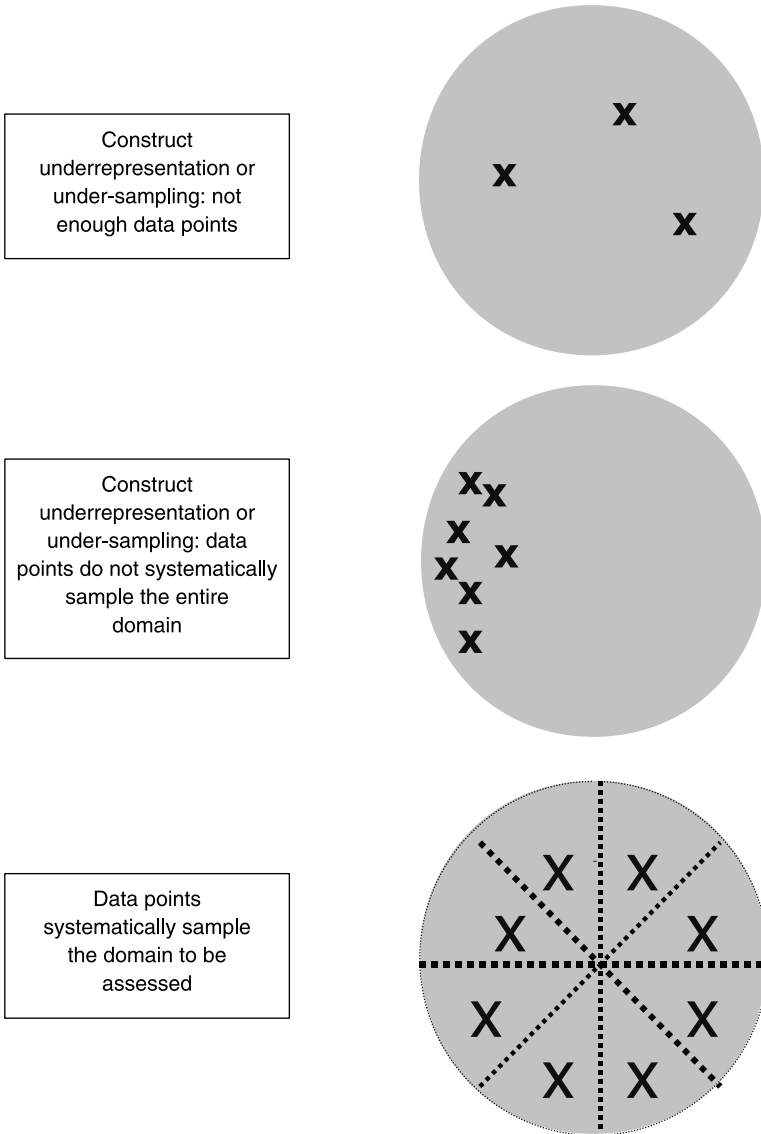 Construct
underrepresentation or
under-sampling: not
enough data points
X
X
X
Construct
underrepresentation or
under-sampling: data
points do not systematically
sample the entire
domain
X
X
X
X
X
X
X
Data points
systematically sample
the domain to be
assessed
X X
X X
X X
X X